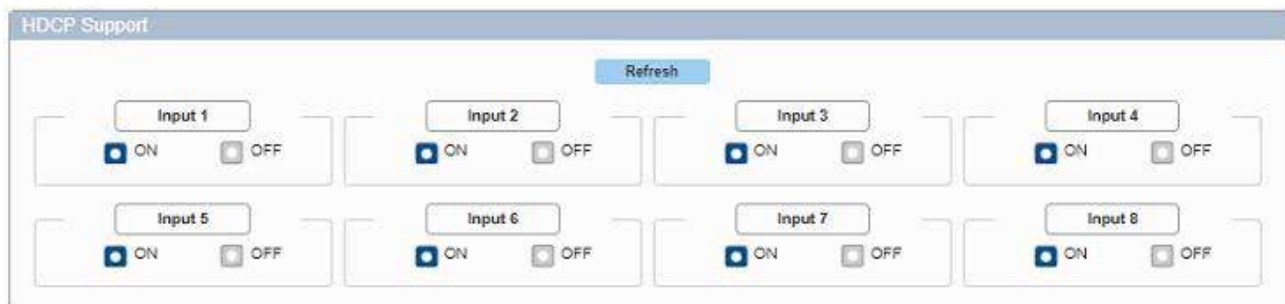 HDCP Support
Refresh
Input 1 Input 2 Input 3 Input 4
ON OFF ON OFF ON OFF ON OFF
Input 5 Input 6 Input 7 Input 8
ON OFF ON OFF ON OFF ON OFF